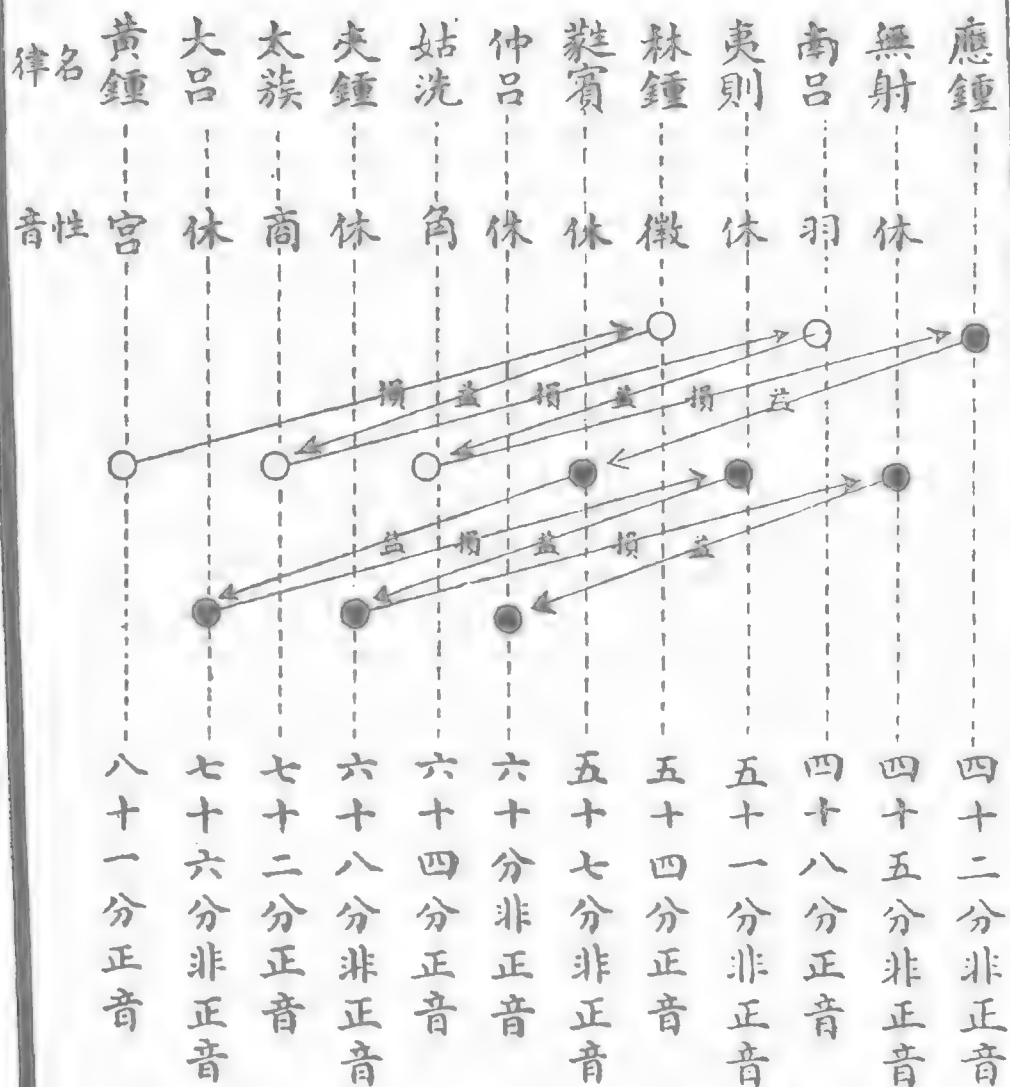 律名 黄鍾 大呂 太蔟 夾鍾 姑洗 仲呂 蕤賓 林鍾 夷則 南呂 無射 應鍾
音性 宮 休 商 休 角 休 休 徵 休 羽 休
損 益 損 益 損 益
益 損 益 損 益
八十一分正音
七十六分非正音
七十二分正音
六十八分非正音
六十四分正音
六十分非正音
五十七分非正音
五十四分正音
五十一分非正音
四十八分正音
四十五分非正音
四十二分非正音